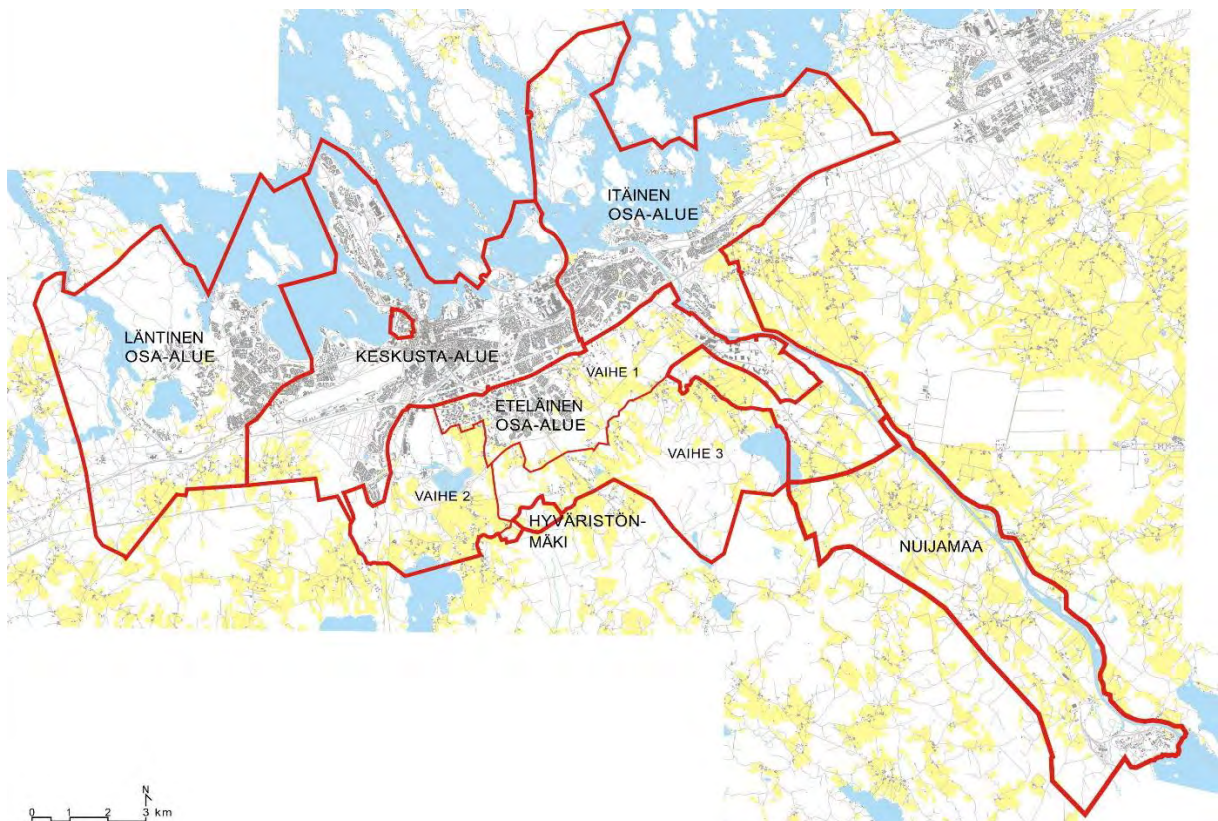 ITÄINEN
OSA-ALUE
LÄNTINEN
OSA-ALUE
KESKUSTA-ALUE
VAIHE 1
ETELÄINEN
OSA-ALUE
VAIHE 3
VAIHE 2
HYVÄRISTÖN-
MÄKI
NUIJAMAA
N
0 1 2 3 km